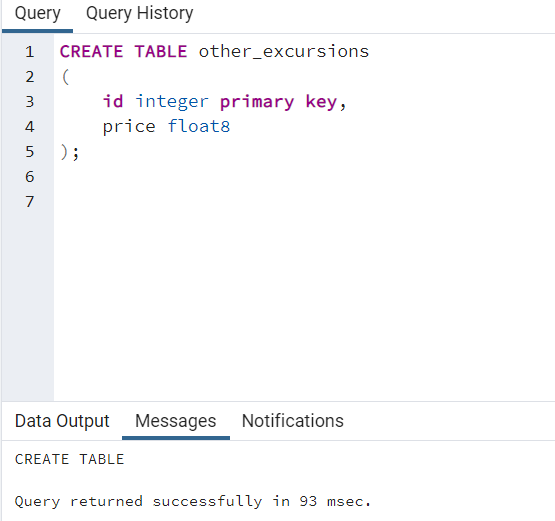 Query Query History
1 CREATE TABLE other_excursions
2 (
3 id integer primary key,
4 price float8
5 );
6
7
Data Output Messages Notifications
CREATE TABLE
Query returned successfully in 93 msec.